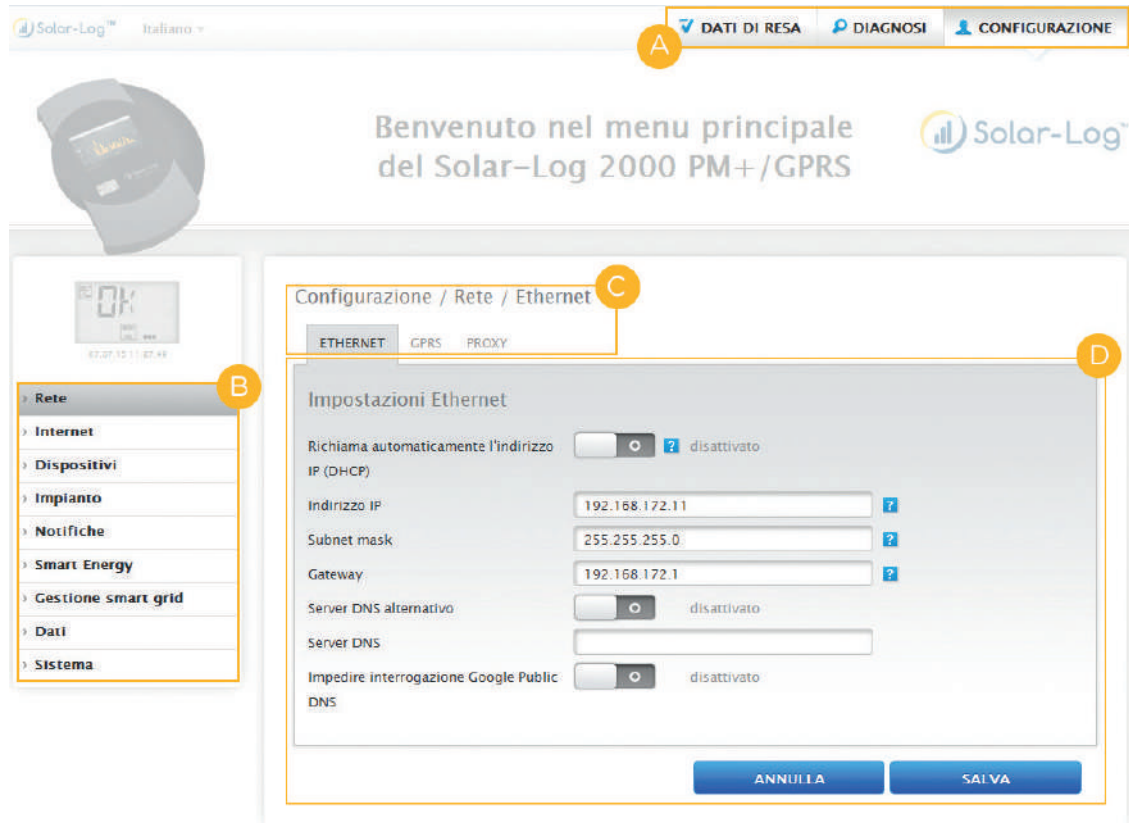 Solar-Log™ Italiano
DATI DI RESA DIAGNOSI CONFIGURAZIONE
A
Benvenuto nel menu principale
del Solar-Log 2000 PM+/GPRS
Solar-Log™
OK
C
Configurazione / Rete / Ethernet
ETHERNET GPRS PROXY
D
B
Rete
Internet
Dispositivi
Impianto
Notifiche
Smart Energy
Gestione smart grid
Dati
Sistema
Impostazioni Ethernet
Richiama automaticamente l'indirizzo
IP (DHCP)
? disattivato
Indirizzo IP 192.168.172.11 ?
Subnet mask 255.255.255.0 ?
Gateway 192.168.172.1 ?
Server DNS alternativo disattivato
Server DNS
Impedire interrogazione Google Public
DNS
disattivato
ANNULLA SALVA